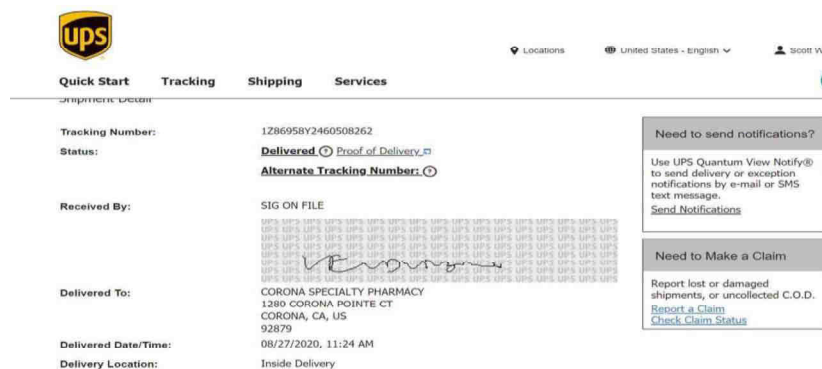 ups
Locations United States - English Scott W
Quick Start Tracking Shipping Services
Shipment Detail
Tracking Number: 1Z86958Y2460508262
Status: Delivered ? Proof of Delivery
Alternate Tracking Number: ?
Received By: SIG ON FILE
Delivered To: CORONA SPECIALTY PHARMACY
1280 CORONA POINTE CT
CORONA, CA, US
92879
Delivered Date/Time: 08/27/2020, 11:24 AM
Delivery Location: Inside Delivery
Need to send notifications?
Use UPS Quantum View Notify®
to send delivery or exception
notifications by e-mail or SMS
text message.
Send Notifications
Need to Make a Claim
Report lost or damaged
shipments, or uncollected C.O.D.
Report a Claim
Check Claim Status